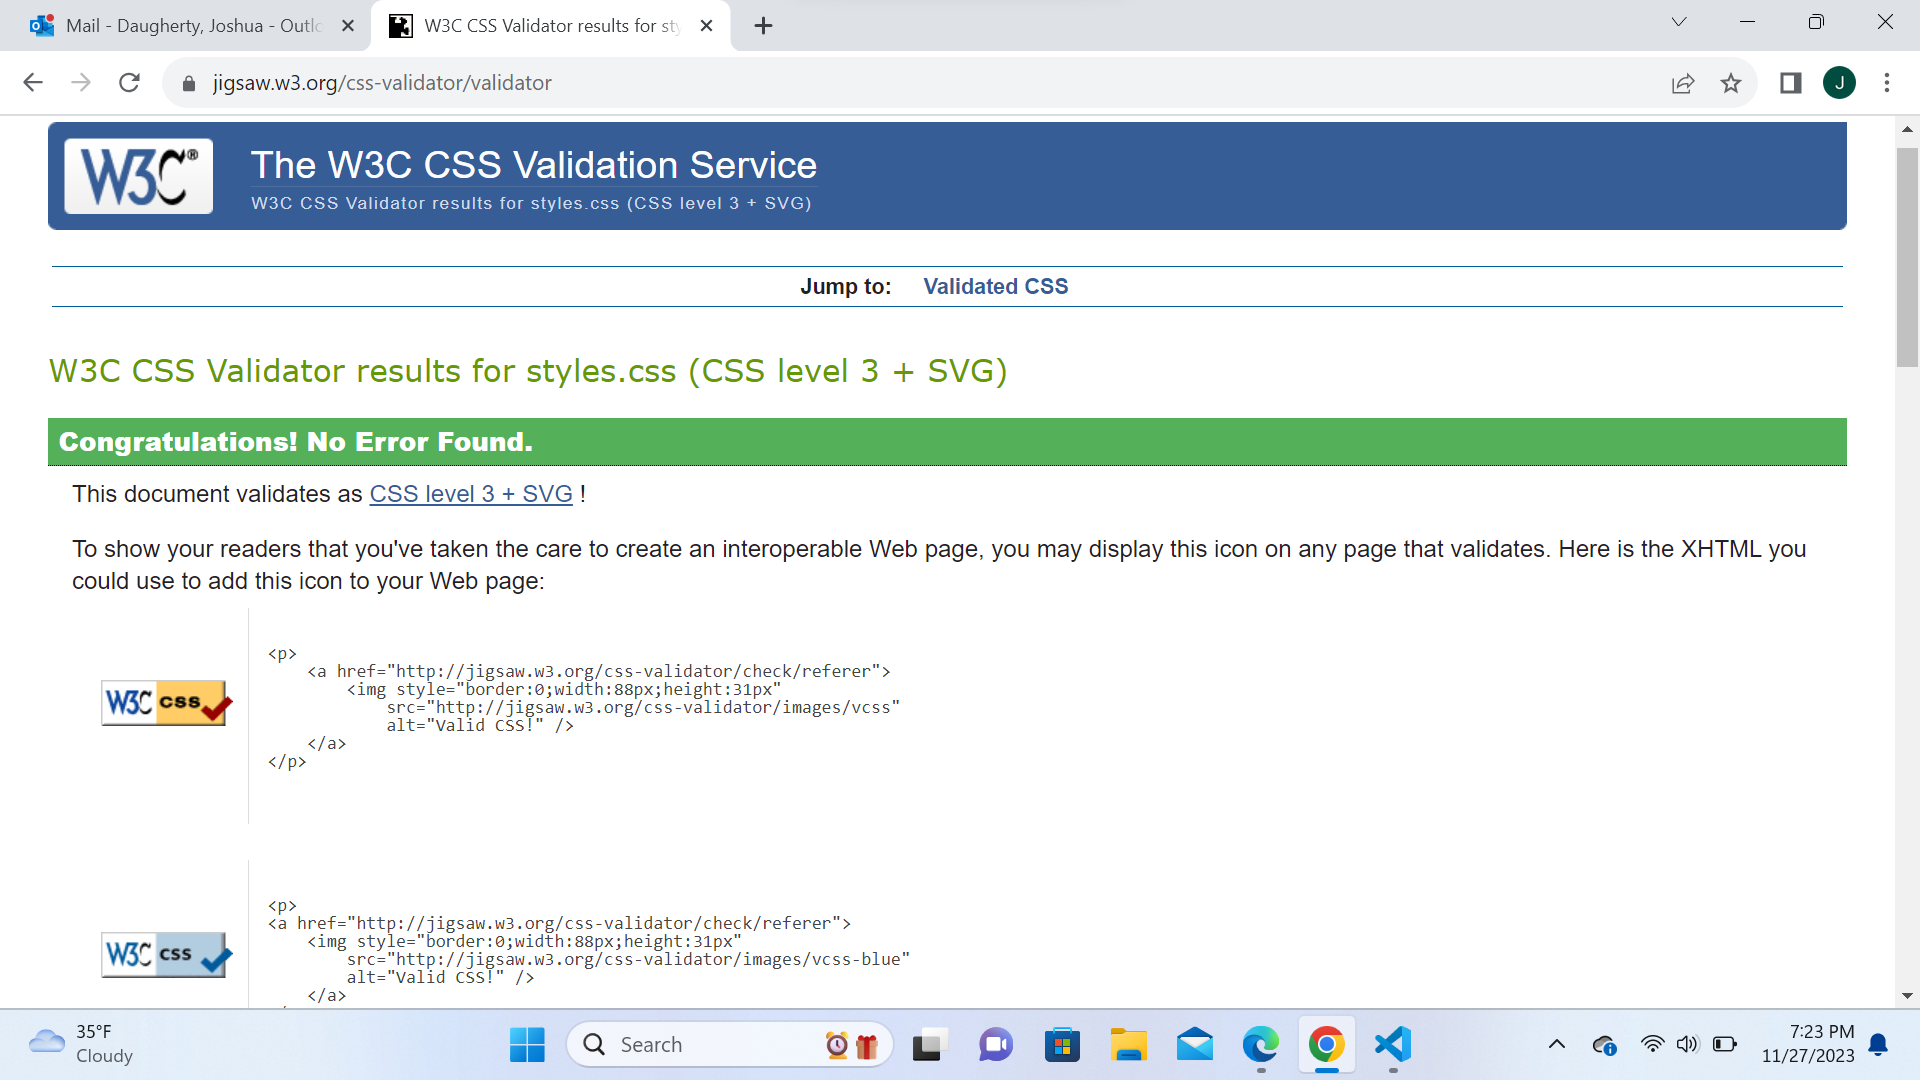 Mail - Daugherty, Joshua - Outlo
W3C CSS Validator results for sty
jigsaw.w3.org/css-validator/validator
J
W3C®
The W3C CSS Validation Service
W3C CSS Validator results for styles.css (CSS level 3 + SVG)
Jump to: Validated CSS
W3C CSS Validator results for styles.css (CSS level 3 + SVG)
Congratulations! No Error Found.
This document validates as CSS level 3 + SVG !
To show your readers that you've taken the care to create an interoperable Web page, you may display this icon on any page that validates. Here is the XHTML you
could use to add this icon to your Web page:
W3C css
<p>
<a href="http://jigsaw.w3.org/css-validator/check/referer">
<img style="border:0;width:88px;height:31px"
src="http://jigsaw.w3.org/css-validator/images/vcss"
alt="Valid CSS!" />
</a>
</p>
W3C css
<p>
<a href="http://jigsaw.w3.org/css-validator/check/referer">
<img style="border:0;width:88px;height:31px"
src="http://jigsaw.w3.org/css-validator/images/vcss-blue"
alt="Valid CSS!" />
</a>
35°F
Cloudy
Search
7:23 PM
11/27/2023